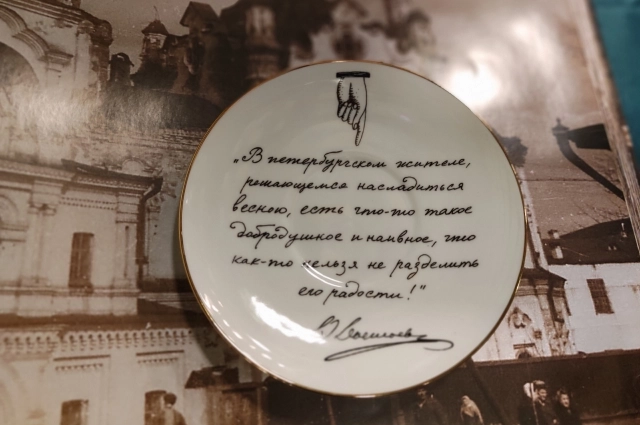 „В петербургском жителе,
решающемся насладиться
весною, есть что-то такое
добродушное и наивное, что
как-то нельзя не разделить
его радости!"